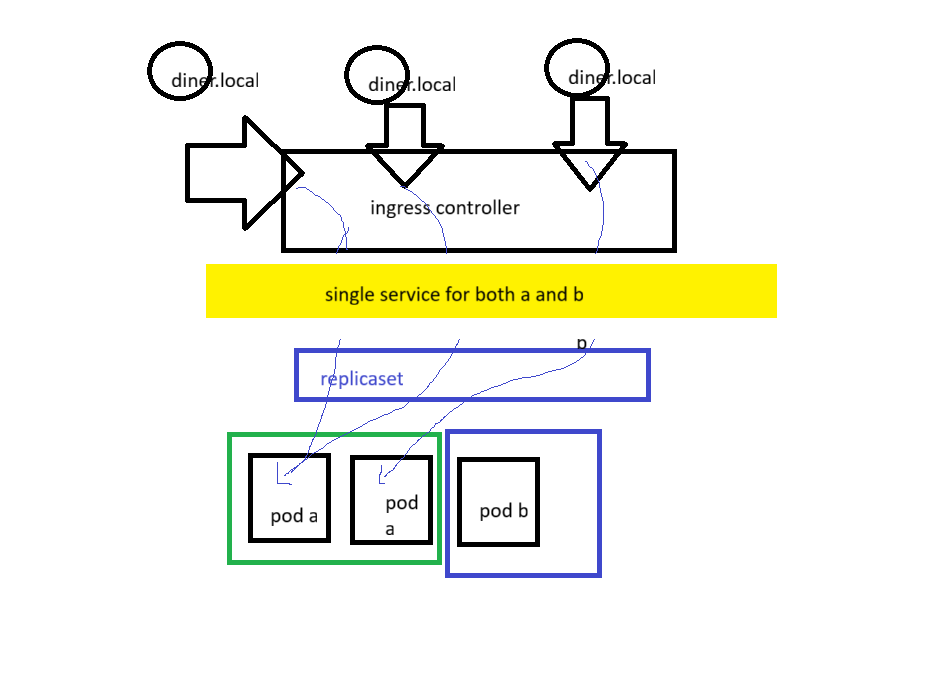 diner.local
diner.local
diner.local
ingress controller
single service for both a and b
p
replicaset
pod a
pod
a
pod b